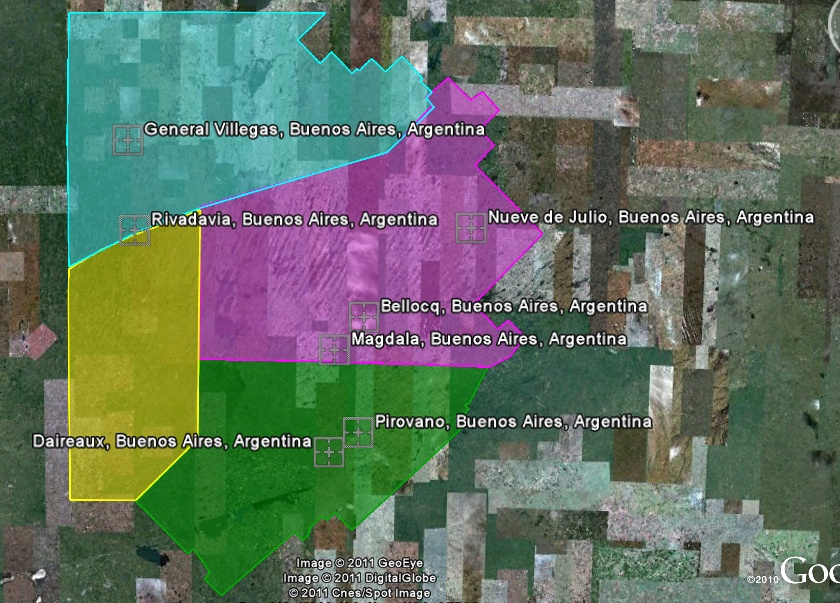 General Villegas, Buenos Aires, Argentina
Rivadavia, Buenos Aires, Argentina
Nueve de Julio, Buenos Aires, Argentina
Bellocq, Buenos Aires, Argentina
Magdala, Buenos Aires, Argentina
Pirovano, Buenos Aires, Argentina
Daireaux, Buenos Aires, Argentina
Image © 2011 GeoEye
Image © 2011 DigitalGlobe
© 2011 Cnes/Spot Image
©2010 Goo